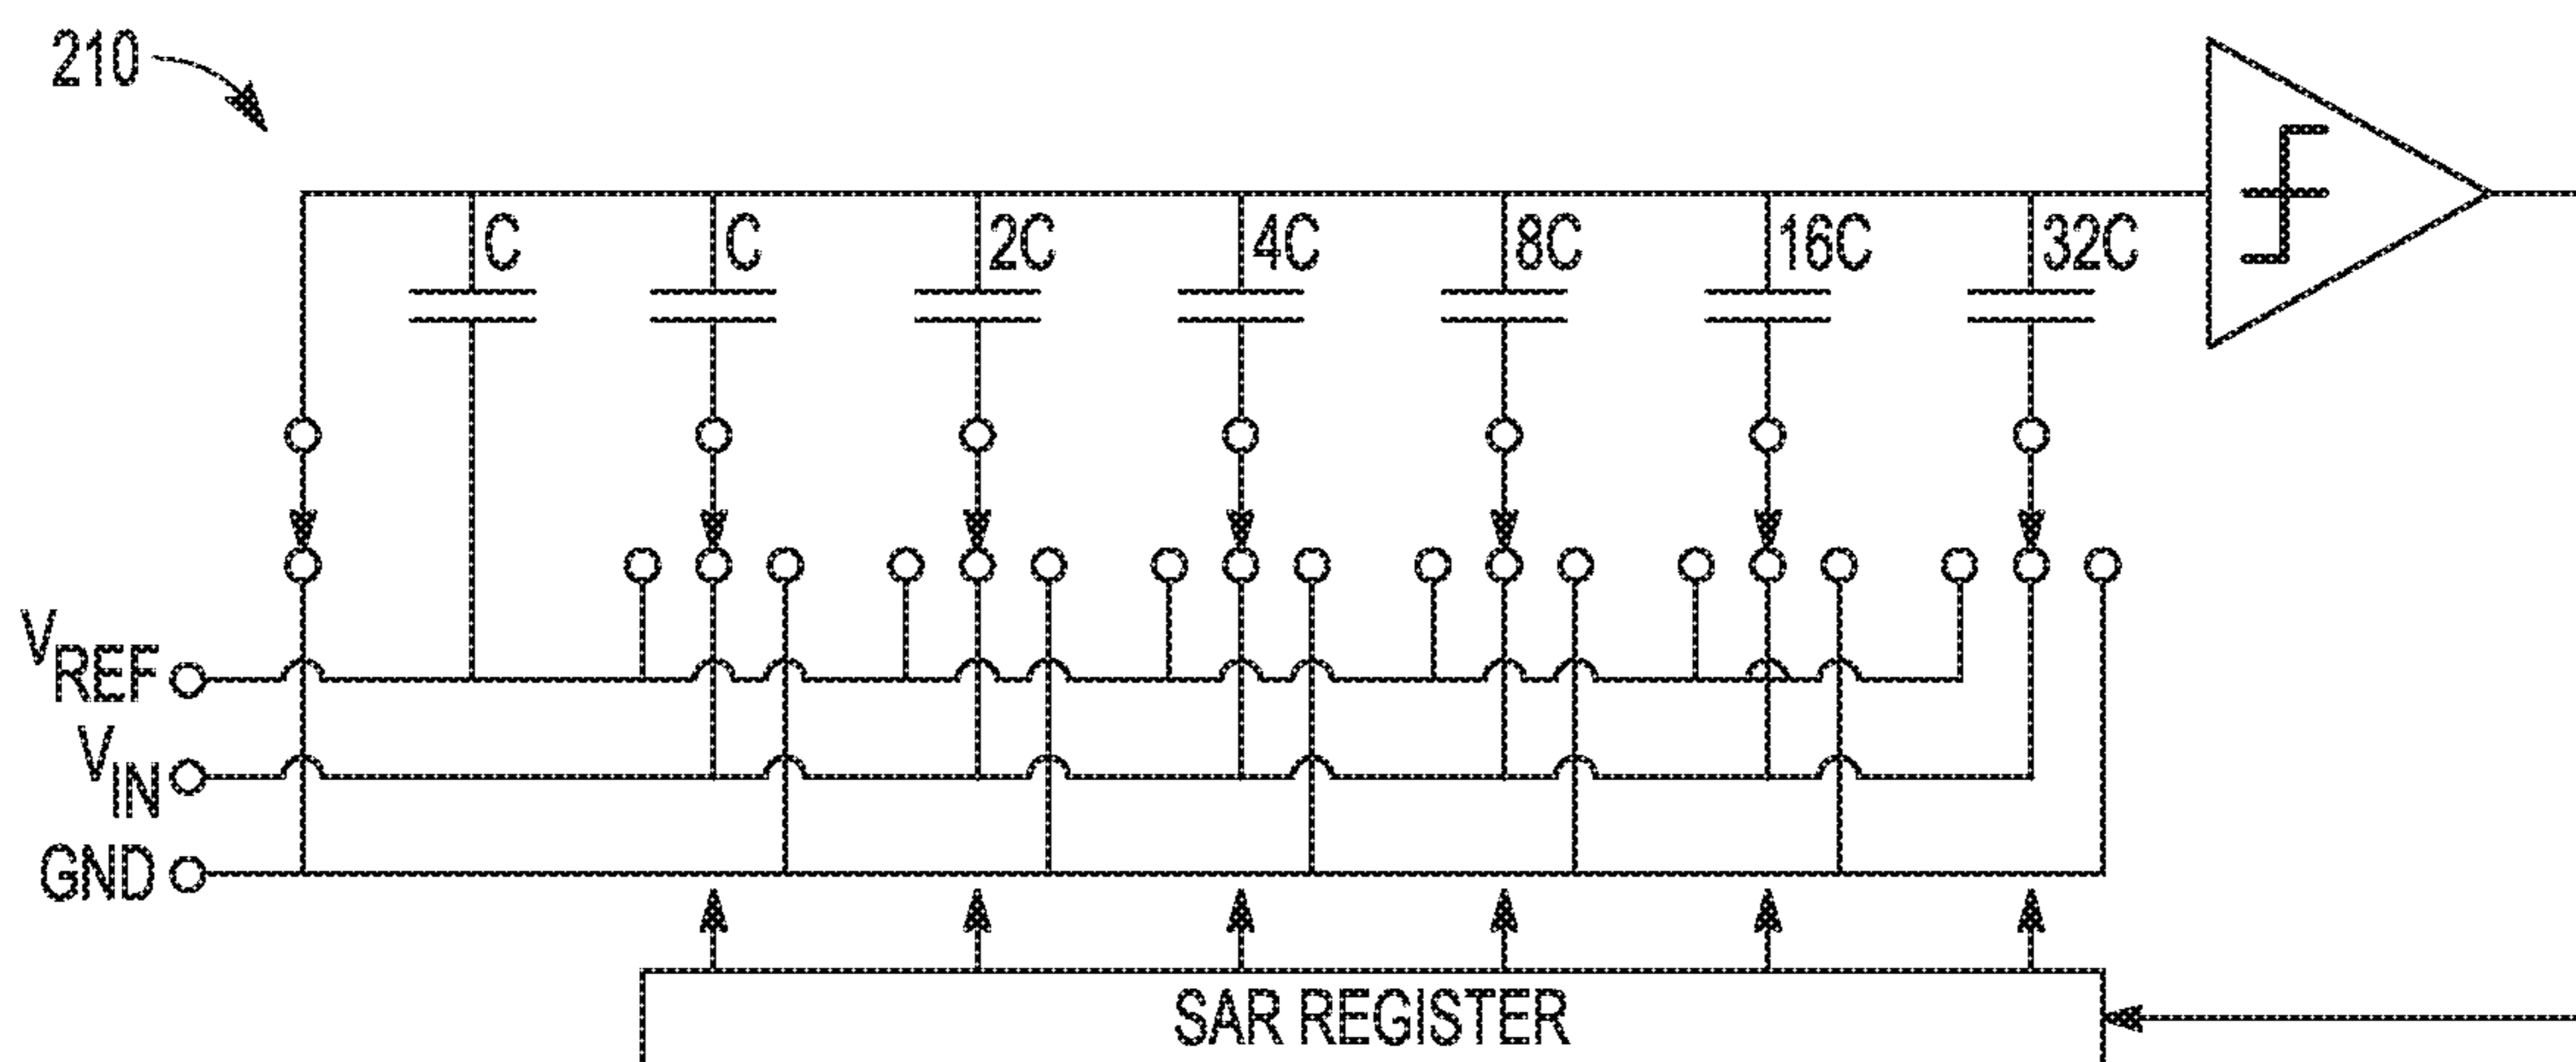 210
C C 2C 4C 8C 16C 32C
VREF
VIN
GND
SAR REGISTER